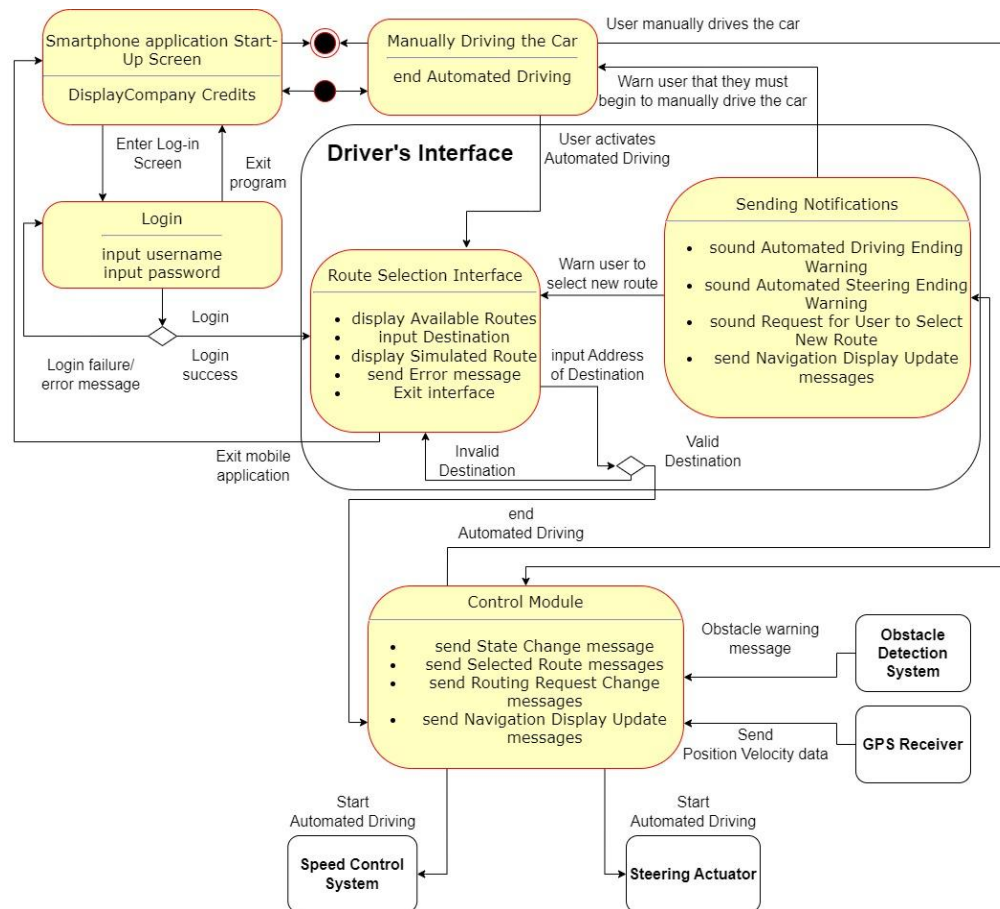 Smartphone application Start-
Up Screen
DisplayCompany Credits
Manually Driving the Car
end Automated Driving
User manually drives the car
Warn user that they must
begin to manually drive the car
Enter Log-in
Screen
Exit
program
Driver's Interface
User activates
Automated Driving
Login
input username
input password
Sending Notifications
• sound Automated Driving Ending
Warning
• sound Automated Steering Ending
Warning
• sound Request for User to Select
New Route
• send Navigation Display Update
messages
Route Selection Interface
• display Available Routes
• input Destination
• display Simulated Route
• send Error message
• Exit interface
Warn user to
select new route
Login
Login
success
Login failure/
error message
input Address
of Destination
Exit mobile
application
Invalid
Destination
Valid
Destination
end
Automated Driving
Control Module
• send State Change message
• send Selected Route messages
• send Routing Request Change
messages
• send Navigation Display Update
messages
Obstacle warning
message
Obstacle
Detection
System
Send
Position Velocity data
GPS Receiver
Start
Automated Driving
Start
Automated Driving
Speed Control
System
Steering Actuator